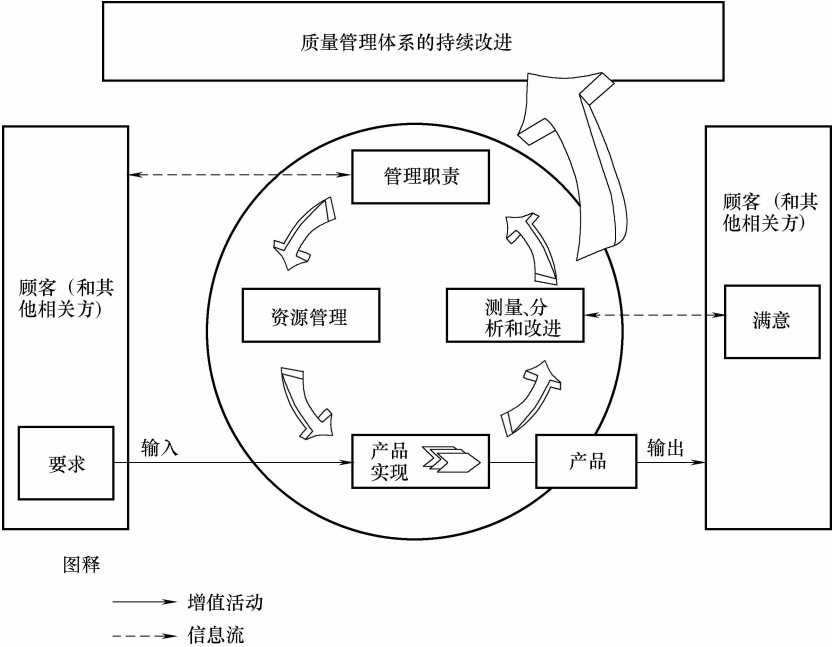 质量管理体系的持续改进
管理职责
顾客（和其
他相关方）
顾客（和其
他相关方）
资源管理
测量、分
析和改进
满意
要求
输入
产品
实现
产品
输出
图释
增值活动
信息流